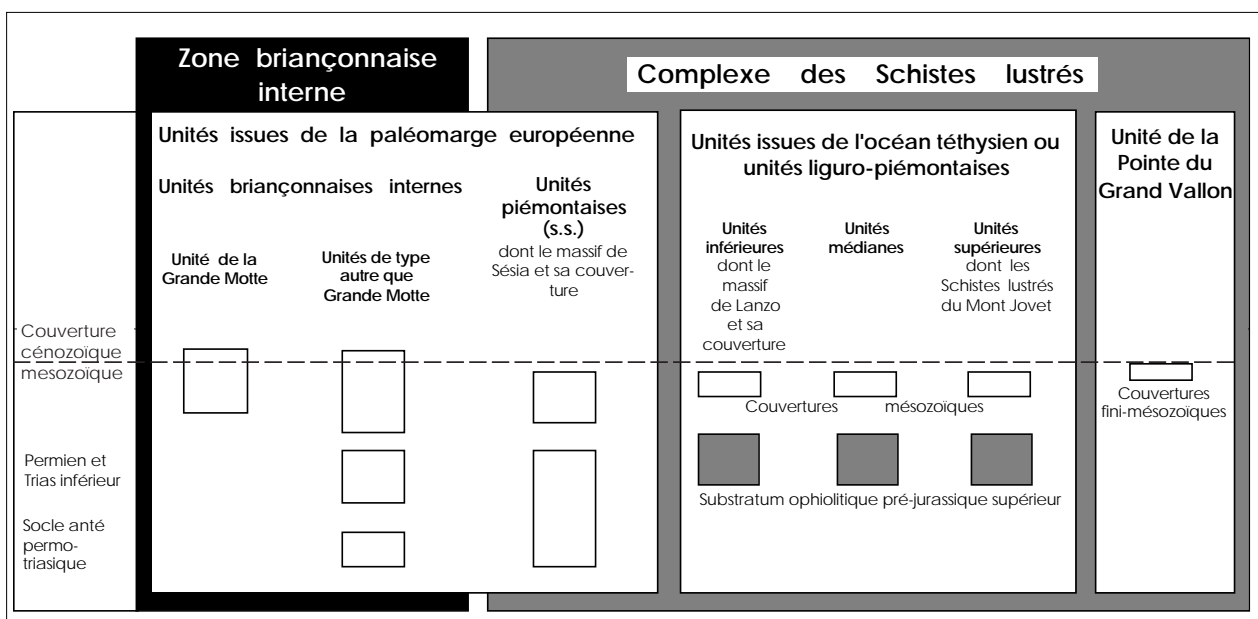 Zone briançonnaise
interne
Complexe des Schistes lustrés
Unités issues de la paléomarge européenne
Unités briançonnaises internes
Unité de la
Grande Motte
Unités de type
autre que
Grande Motte
Unités
piémontaises
(s.s.)
dont le massif de
Sésia et sa couver-
ture
Unités issues de l'océan téthysien ou
unités liguro-piémontaises
Unités
inférieures
dont le
massif
de Lanzo
et sa
couverture
Unités
médianes
Unités
supérieures
dont les
Schistes lustrés
du Mont Jovet
Unité de la
Pointe du
Grand Vallon
Couverture
cénozoïque
mesozoïque
Couvertures mésozoïques
Couvertures
fini-mésozoïques
Permien et
Trias inférieur
Substratum ophiolitique pré-jurassique supérieur
Socle anté
permo-
triasique